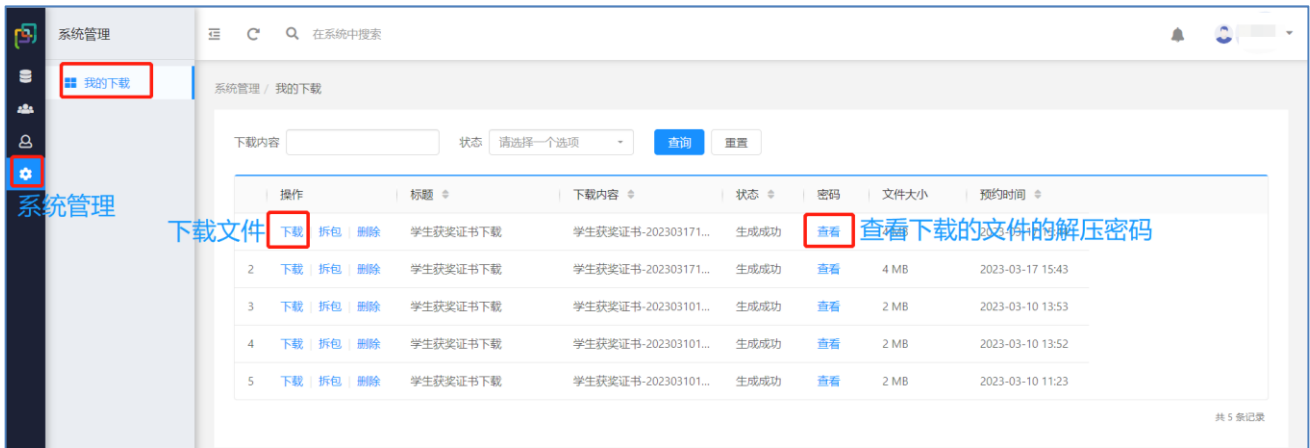 系统管理
在系统中搜索
我的下载
系统管理 / 我的下载
下载内容 状态 请选择一个选项 查询 重置
操作 标题 下载内容 状态 密码 文件大小 预约时间
系统管理
下载文件 下载 拆包 删除 学生获奖证书下载 学生获奖证书-202303171... 生成成功 查看 查看下载的文件的解压密码
2 下载 拆包 删除 学生获奖证书下载 学生获奖证书-202303171... 生成成功 查看 4 MB 2023-03-17 15:43
3 下载 拆包 删除 学生获奖证书下载 学生获奖证书-202303101... 生成成功 查看 2 MB 2023-03-10 13:53
4 下载 拆包 删除 学生获奖证书下载 学生获奖证书-202303101... 生成成功 查看 2 MB 2023-03-10 13:52
5 下载 拆包 删除 学生获奖证书下载 学生获奖证书-202303101... 生成成功 查看 2 MB 2023-03-10 11:23
共 5 条记录